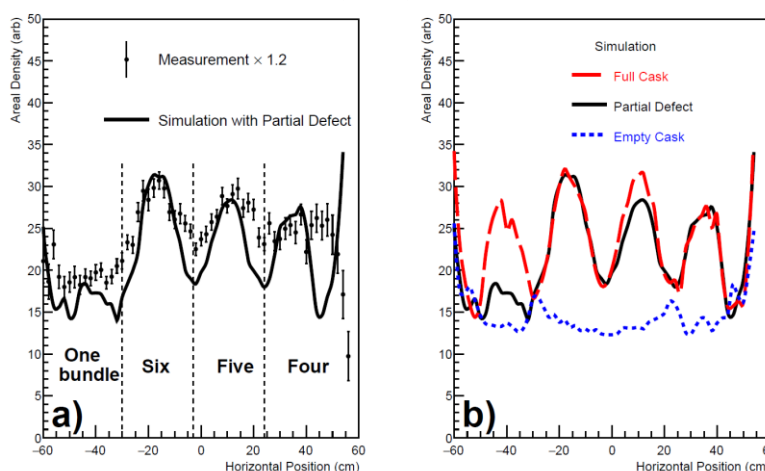 Areal Density (arb)
50
45
40
35
30
25
20
15
10
5
0
Measurement × 1.2
Simulation with Partial Defect
One bundle
Six
Five
Four
a)
−60 −40 −20 0 20 40 60
Horizontal Position (cm)
Areal Density (arb)
50
45
40
35
30
25
20
15
10
5
0
Simulation
Full Cask
Partial Defect
Empty Cask
b)
−60 −40 −20 0 20 40 60
Horizontal Position (cm)